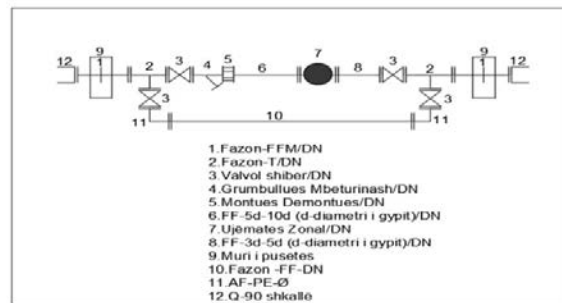 9 7 9
12 1 2 3 4 5 6 8 3 2 1 12
3 3
11 10 11
1.Fazon-FFM/DN
2.Fazon-T/DN
3.Valvol shiber/DN
4.Grumbullues Mbeturinash/DN
5.Montues Demontues/DN
6.FF-5d-10d (d-diametri i gypit)/DN
7.Ujëmates Zonal/DN
8.FF-3d-5d (d-diametri i gypit)/DN
9.Muri i pusetes
10.Fazon -FF-DN
11.AF-PE-Ø
12.Q-90 shkallë